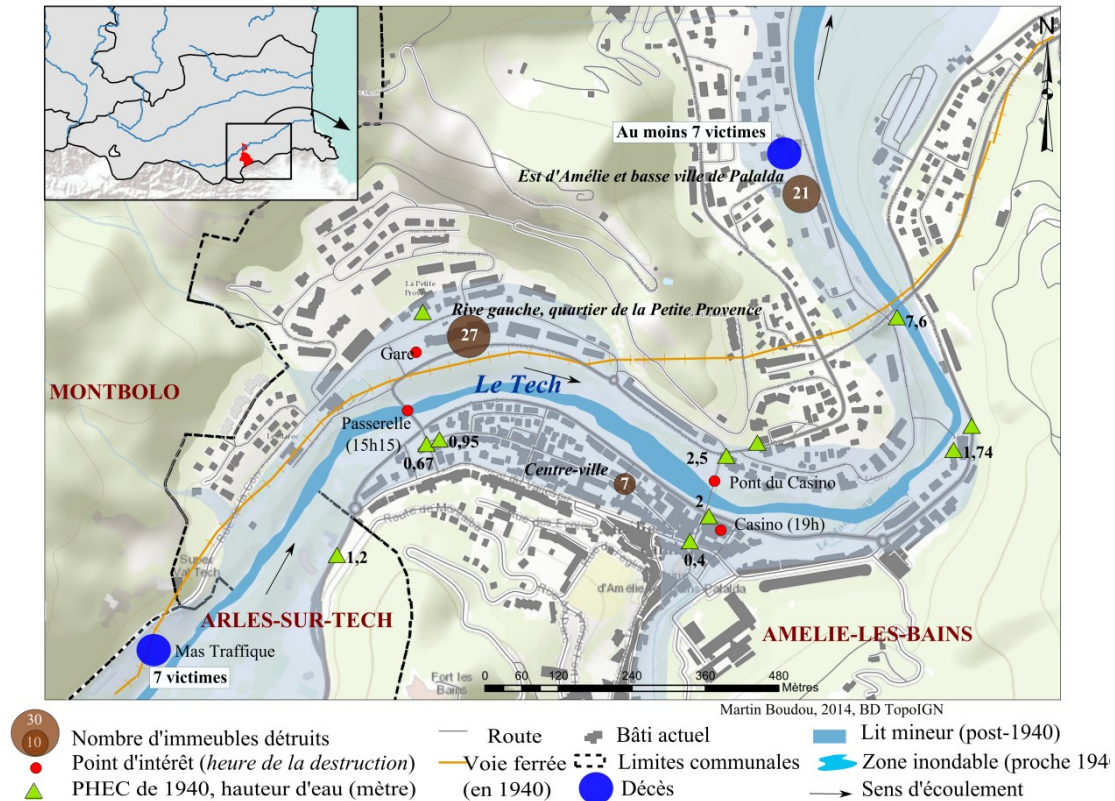 N
Au moins 7 victimes
Est d'Amélie et basse ville de Palalda
21
La Petite
Rive gauche, quartier de la Petite Provence
27
7,6
Gare
MONTBOLO
Le Tech
Passerelle
(15h15)
0,95
0,67
2,5
1,74
Centre-ville
7
Pont du Casino
2
Casino (19h)
0,4
1,2
ARLES-SUR-TECH
AMELIE-LES-BAINS
Mas Traffique
7 victimes
Fort les
Bains
0 60 120 240 360 480
Mètres
Martin Boudou, 2014, BD TopoIGN
30
10
Nombre d'immeubles détruits
Point d'intérêt (heure de la destruction)
PHEC de 1940, hauteur d'eau (mètre)
Route
Voie ferrée
(en 1940)
Bâti actuel
Limites communales
Décès
Lit mineur (post-1940)
Zone inondable (proche 1940
Sens d'écoulement